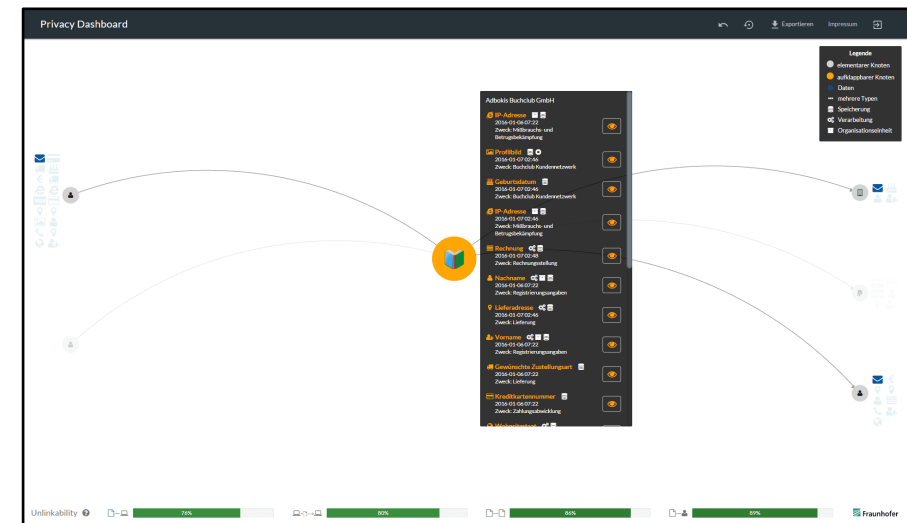 Privacy Dashboard
Exportieren
Impressum
Legende
elementarer Knoten
aufklappbarer Knoten
Daten
mehrere Typen
Speicherung
Verarbeitung
Organisationseinheit
Adbokis Buchclub GmbH
IP-Adresse
2016-01-06 07:22
Zweck: Mißbrauchs- und
Betrugsbekämpfung
Profilbild
2016-01-07 02:46
Zweck: Buchclub Kundennetzwerk
Geburtsdatum
2016-01-07 02:46
Zweck: Buchclub Kundennetzwerk
IP-Adresse
2016-01-07 02:46
Zweck: Mißbrauchs- und
Betrugsbekämpfung
Rechnung
2016-01-07 02:48
Zweck: Rechnungsstellung
Nachname
2016-01-06 07:22
Zweck: Registrierungsangaben
Lieferadresse
2016-01-07 02:46
Zweck: Lieferung
Vorname
2016-01-06 07:22
Zweck: Registrierungsangaben
Gewünschte Zustellungsart
2016-01-06 07:22
Zweck: Lieferung
Kreditkartennummer
2016-01-06 07:22
Zweck: Zahlungsabwicklung
Unlinkability
76%
80%
86%
89%
Fraunhofer